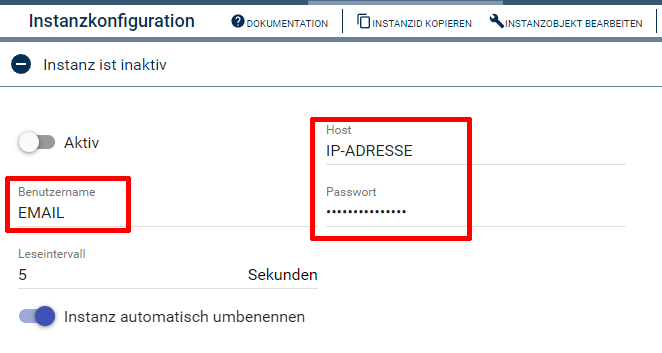 Instanzkonfiguration
DOKUMENTATION
INSTANZID KOPIEREN
INSTANZOBJEKT BEARBEITEN
Instanz ist inaktiv
Aktiv
Host
IP-ADRESSE
Benutzername
EMAIL
Passwort
•••••••••••••••
Leseintervall
5 Sekunden
Instanz automatisch umbenennen